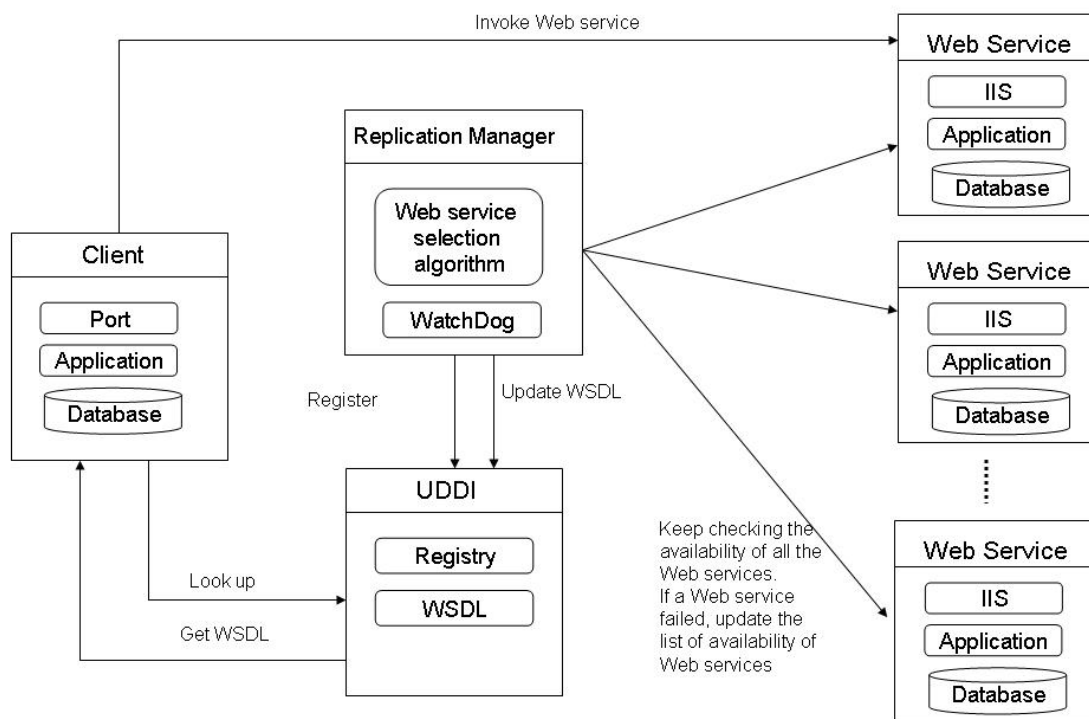 Invoke Web service
Web Service
IIS
Application
Database
Replication Manager
Web service
selection
algorithm
WatchDog
Client
Port
Application
Database
Web Service
IIS
Application
Database
Register
Update WSDL
UDDI
Registry
WSDL
Look up
Get WSDL
Keep checking the
availability of all the
Web services.
If a Web service
failed, update the
list of availability of
Web services
Web Service
IIS
Application
Database